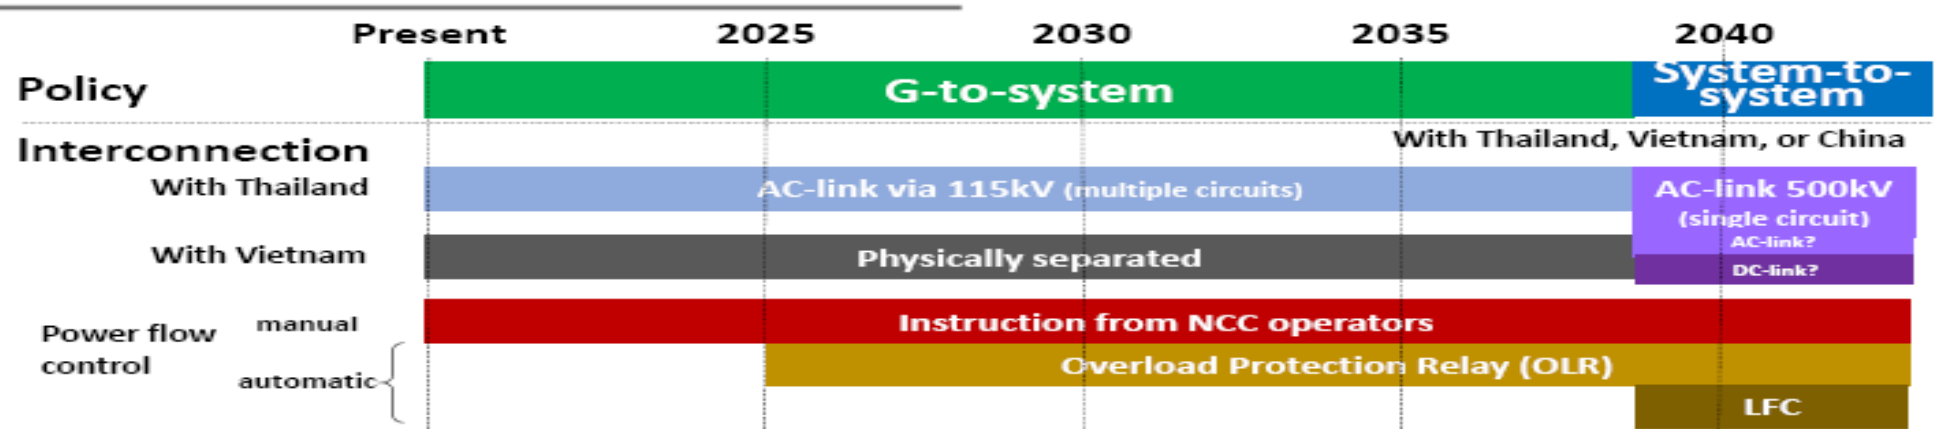 Present 2025 2030 2035 2040
Policy G-to-system System-to-
system
With Thailand, Vietnam, or China
Interconnection
With Thailand AC-link via 115kV (multiple circuits) AC-link 500kV
(single circuit)
AC-link?
With Vietnam Physically separated
DC-link?
Power flow
control
manual Instruction from NCC operators
automatic Overload Protection Relay (OLR)
LFC